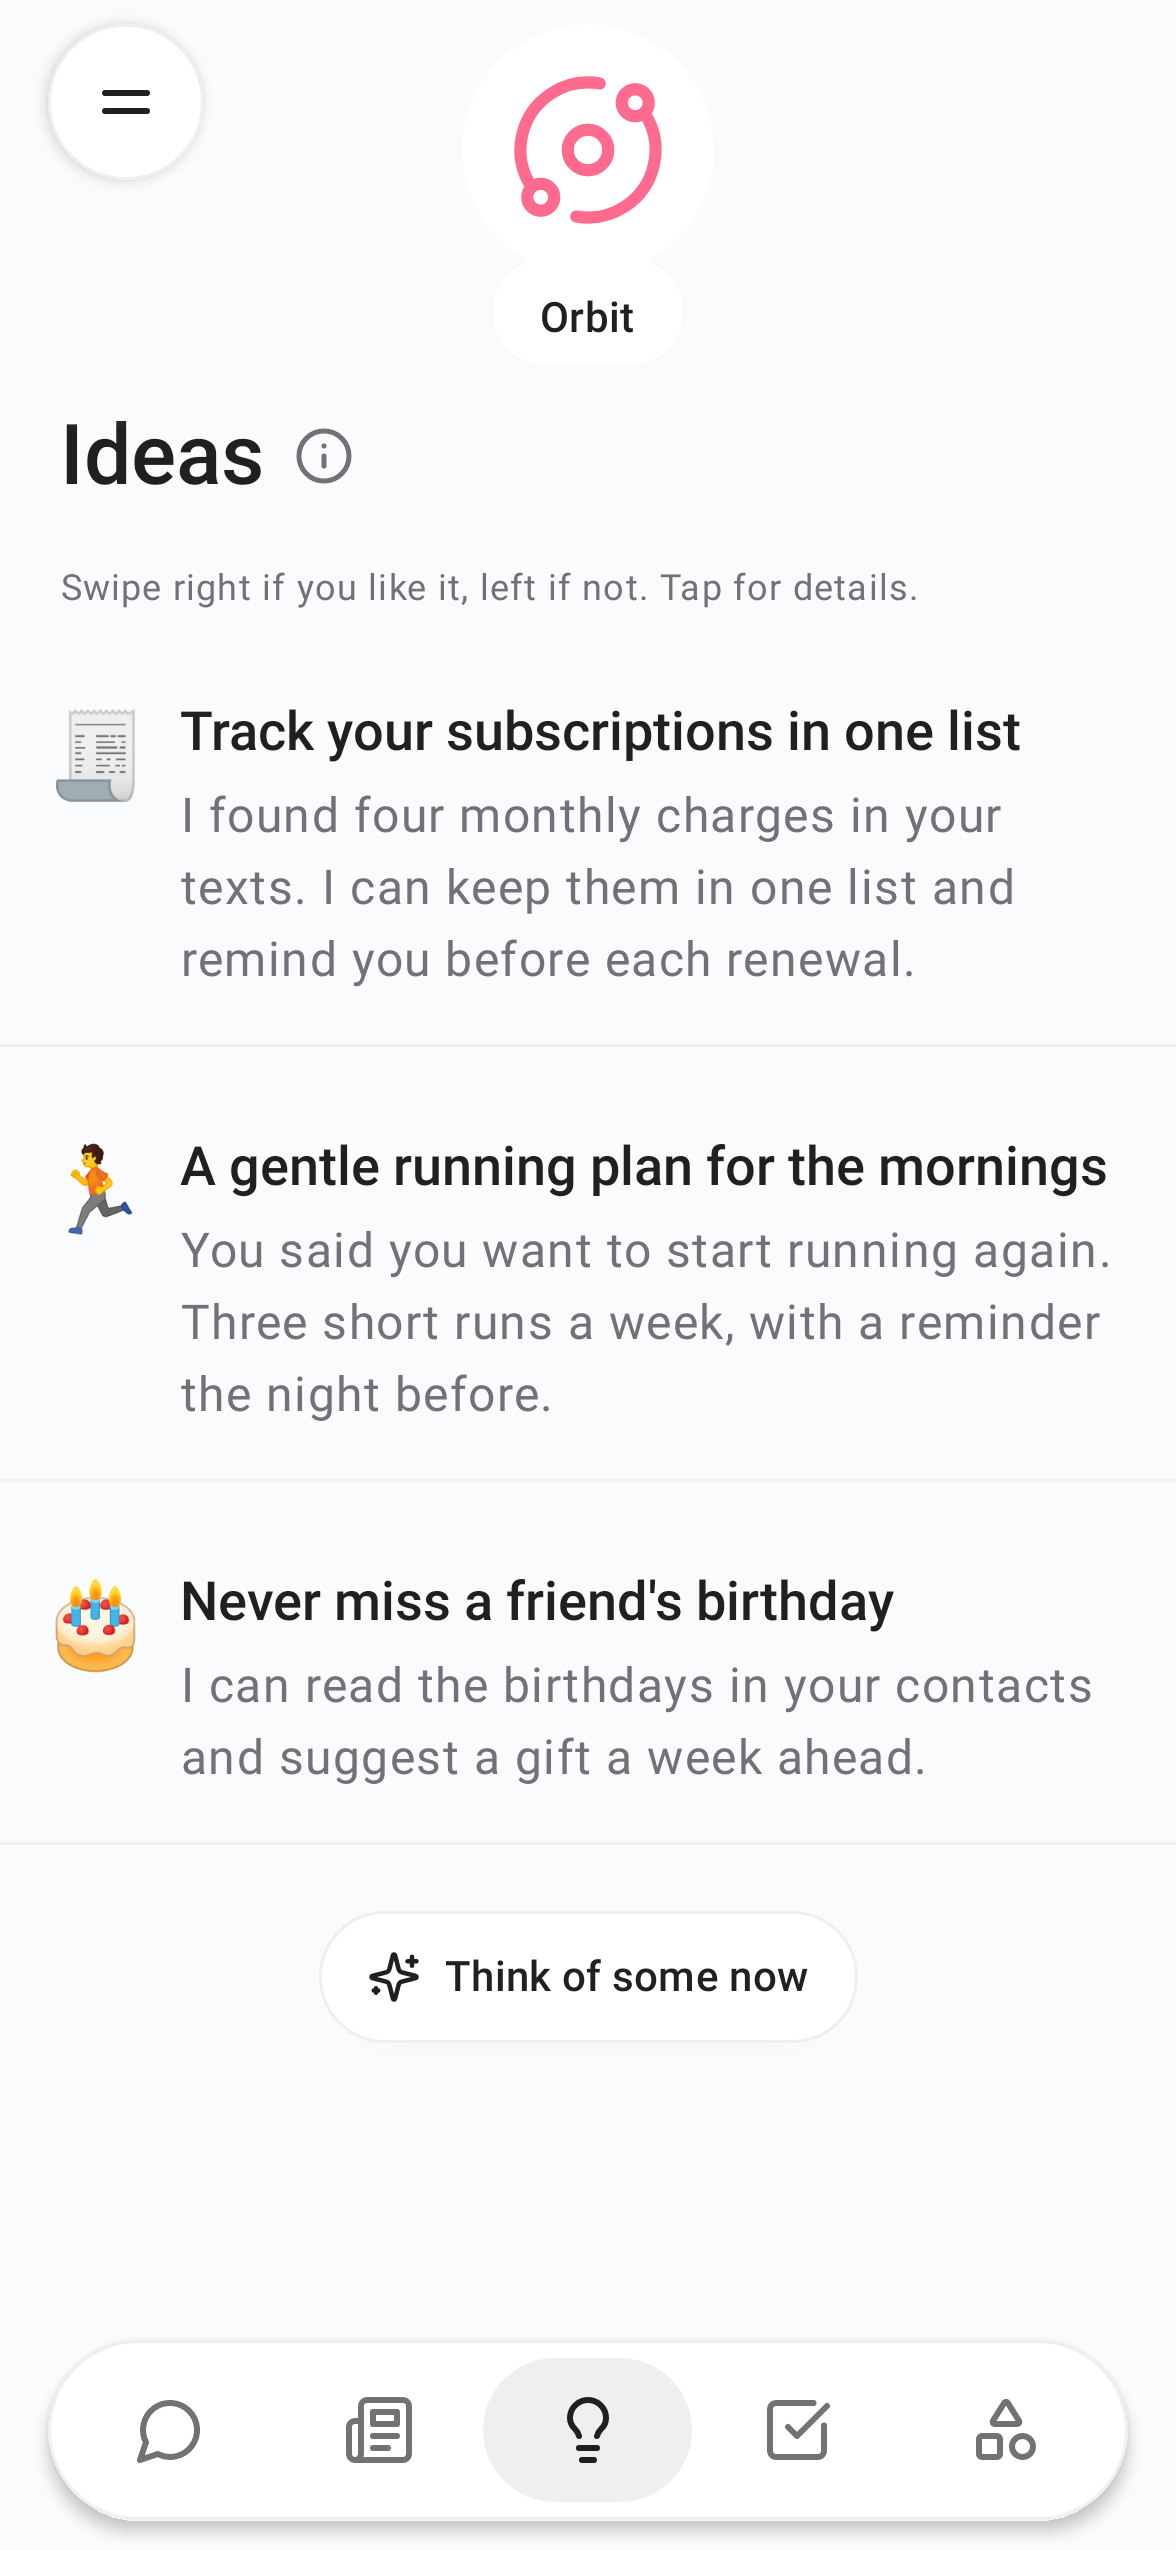 Orbit
Ideas
Swipe right if you like it, left if not. Tap for details.
Track your subscriptions in one list
I found four monthly charges in your
texts. I can keep them in one list and
remind you before each renewal.
A gentle running plan for the mornings
You said you want to start running again.
Three short runs a week, with a reminder
the night before.
Never miss a friend's birthday
I can read the birthdays in your contacts
and suggest a gift a week ahead.
Think of some now